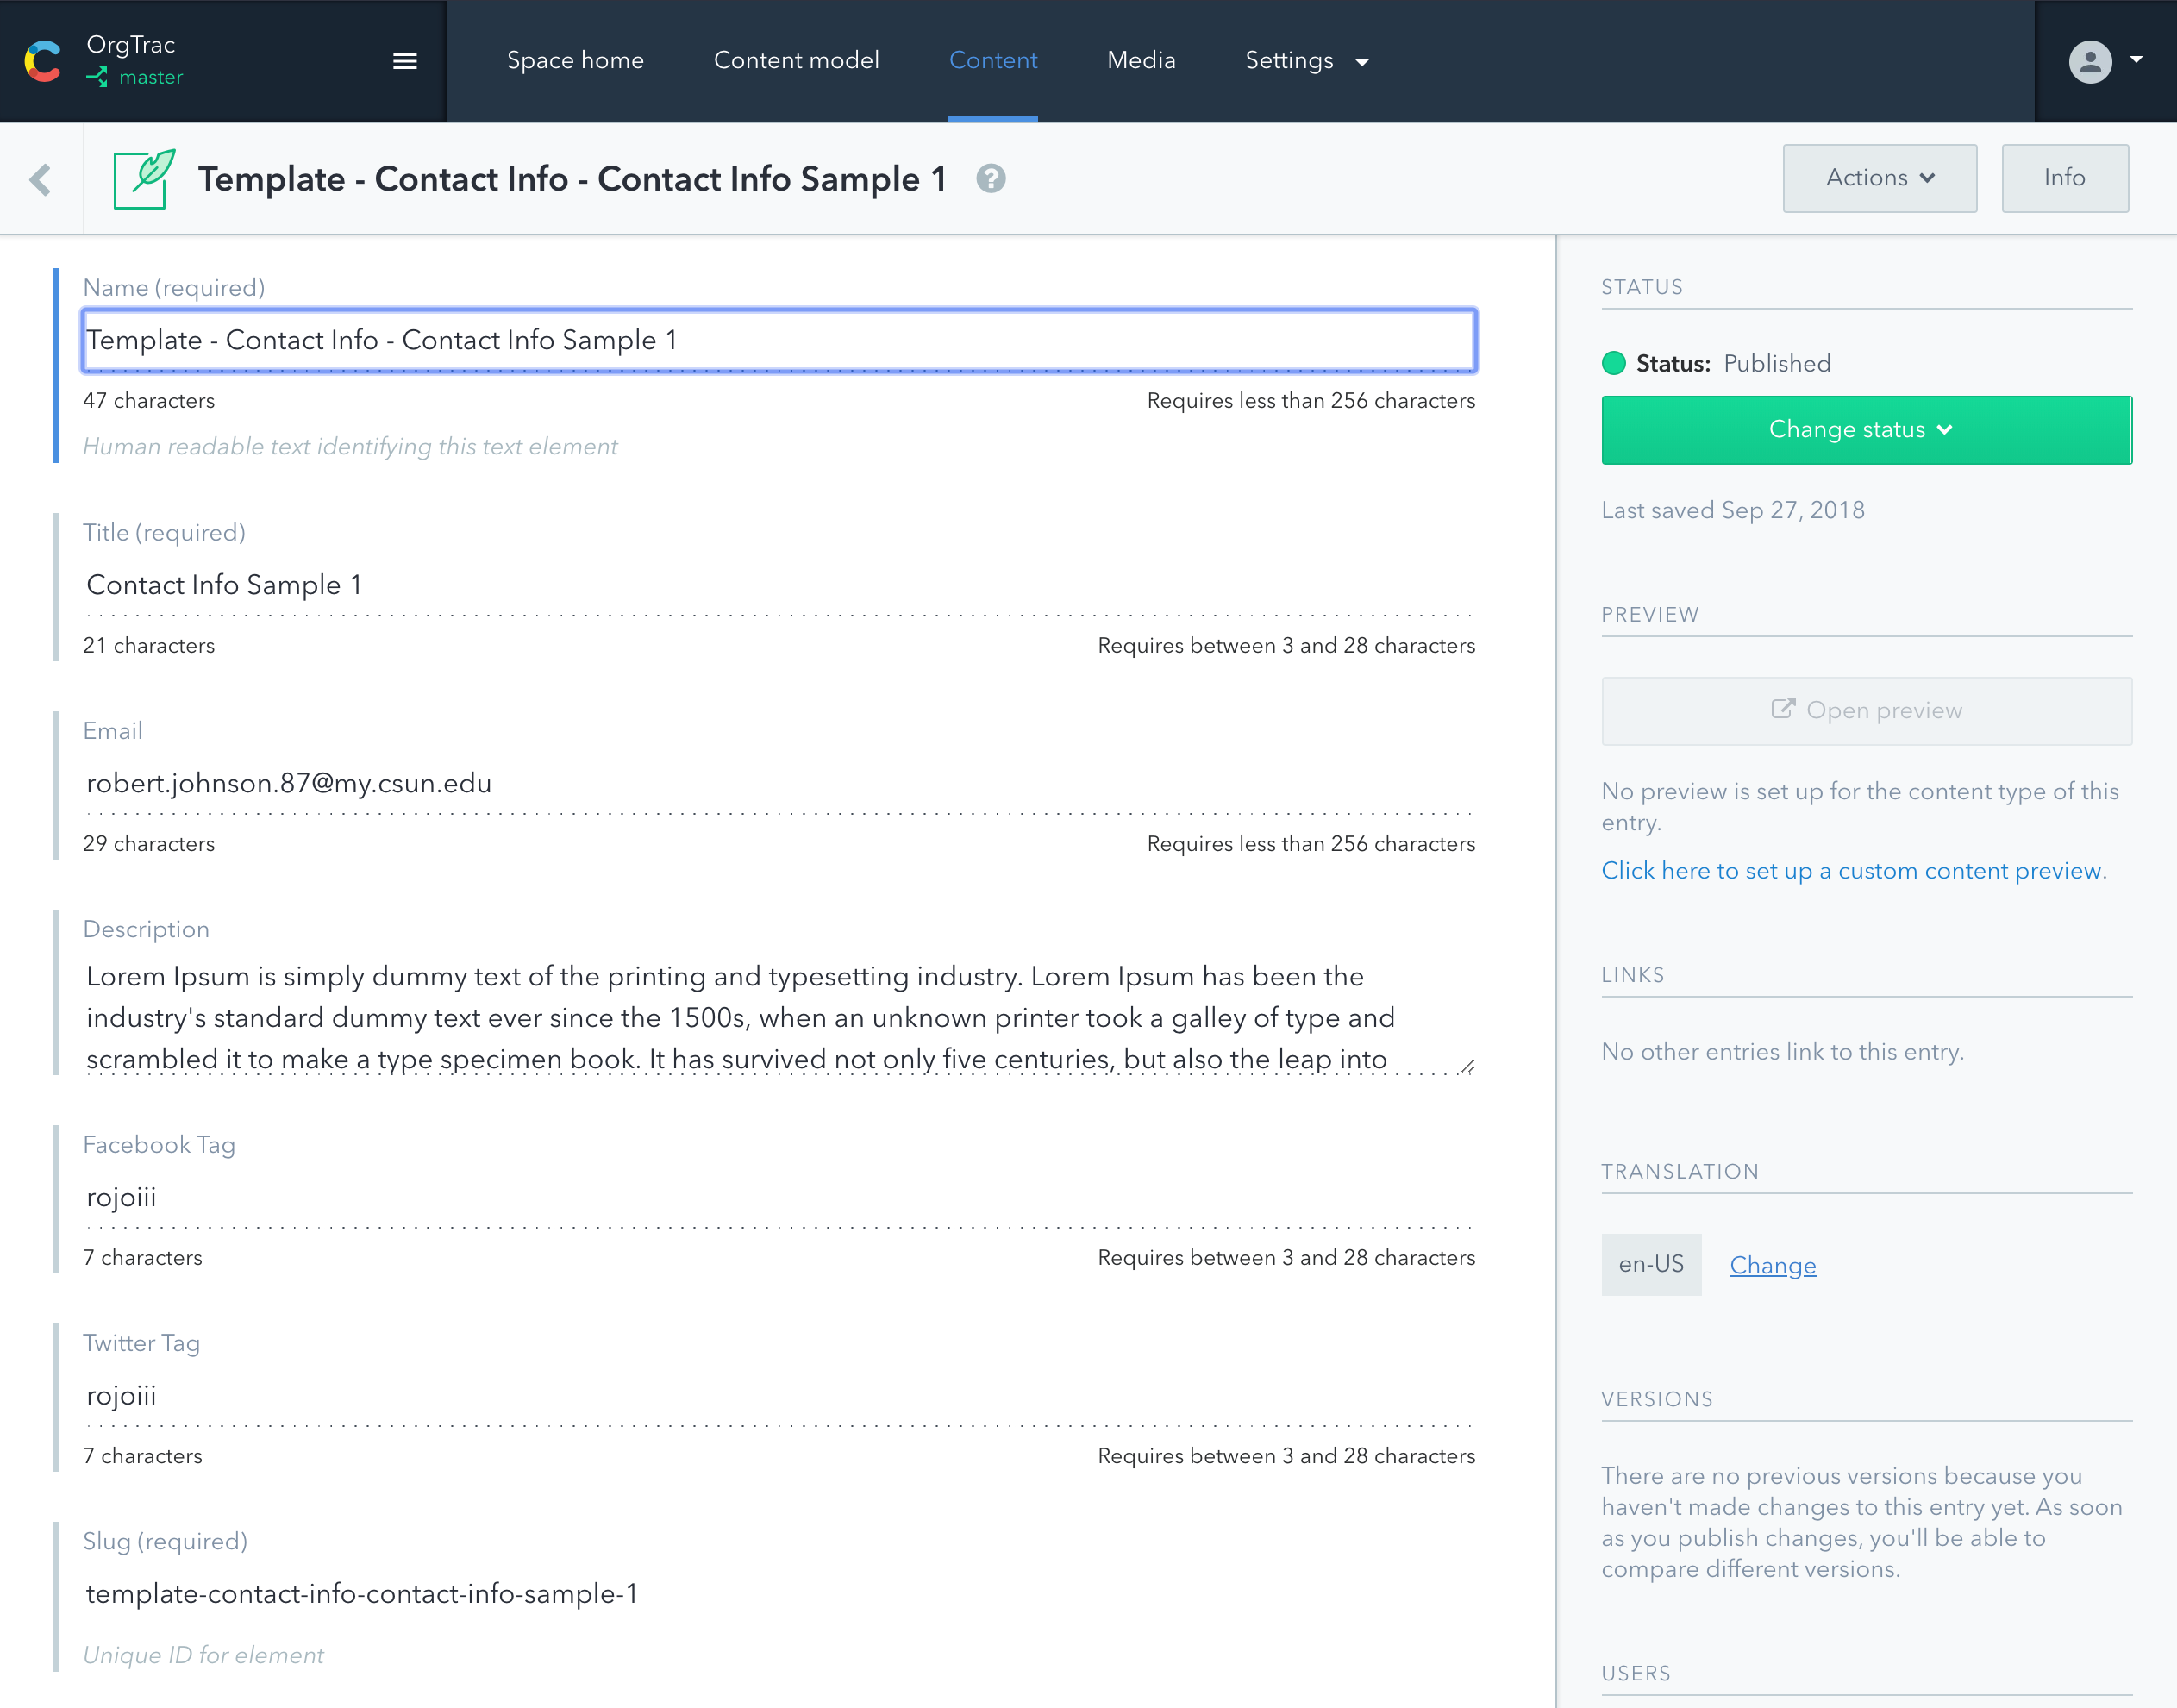 OrgTrac
master
Space home
Content model
Content
Media
Settings
Template - Contact Info - Contact Info Sample 1
?
Actions
Info
Name (required)
Template - Contact Info - Contact Info Sample 1
47 characters
Requires less than 256 characters
Human readable text identifying this text element
Title (required)
Contact Info Sample 1
21 characters
Requires between 3 and 28 characters
Email
robert.johnson.87@my.csun.edu
29 characters
Requires less than 256 characters
Description
Lorem Ipsum is simply dummy text of the printing and typesetting industry. Lorem Ipsum has been the
industry's standard dummy text ever since the 1500s, when an unknown printer took a galley of type and
scrambled it to make a type specimen book. It has survived not only five centuries, but also the leap into
Facebook Tag
rojoiii
7 characters
Requires between 3 and 28 characters
Twitter Tag
rojoiii
7 characters
Requires between 3 and 28 characters
Slug (required)
template-contact-info-contact-info-sample-1
Unique ID for element
STATUS
Status: Published
Change status
Last saved Sep 27, 2018
PREVIEW
Open preview
No preview is set up for the content type of this
entry.
Click here to set up a custom content preview.
LINKS
No other entries link to this entry.
TRANSLATION
en-US
Change
VERSIONS
There are no previous versions because you
haven't made changes to this entry yet. As soon
as you publish changes, you'll be able to
compare different versions.
USERS